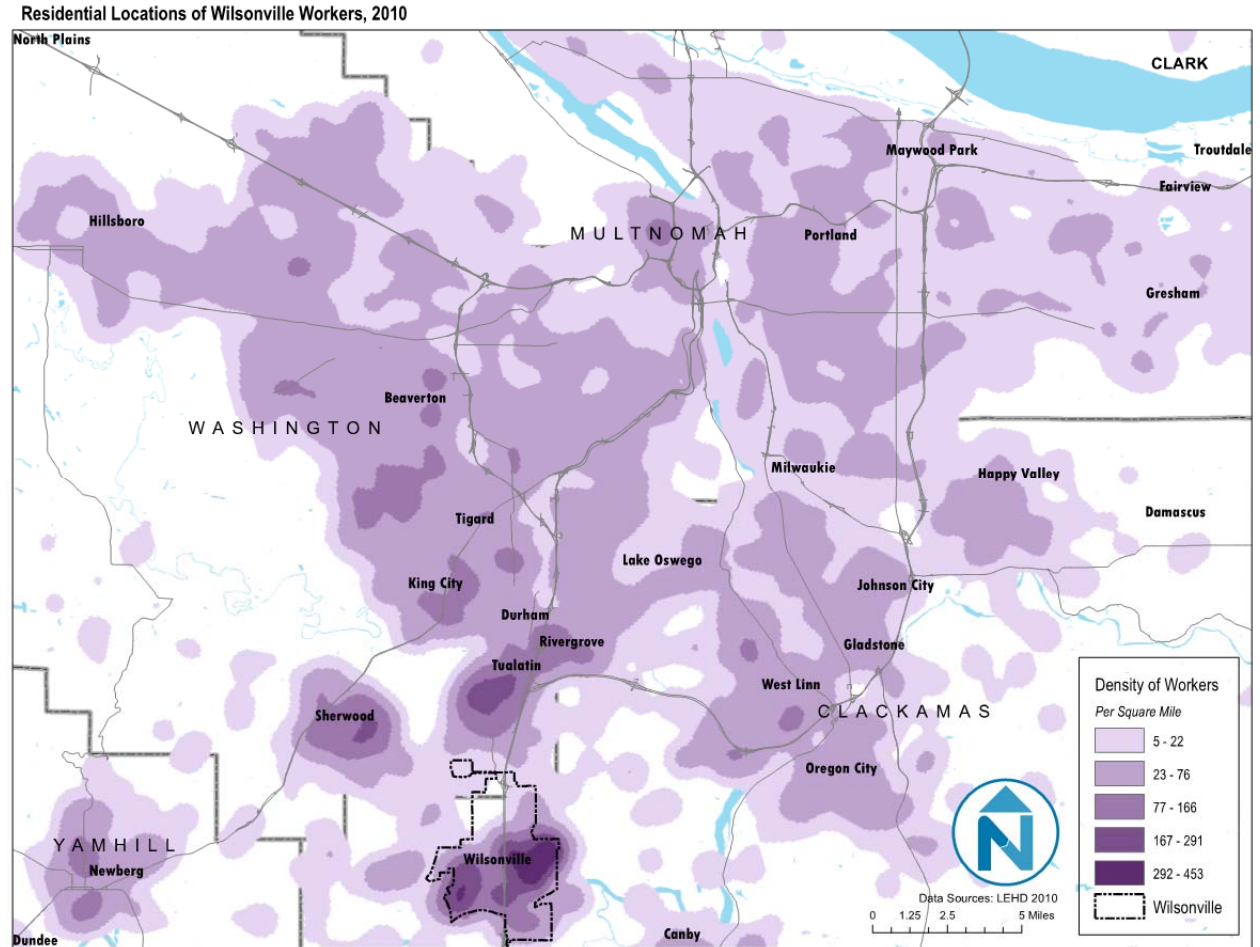 Residential Locations of Wilsonville Workers, 2010
North Plains
CLARK
Maywood Park
Troutdale
Fairview
Hillsboro
MULTNOMAH
Portland
Gresham
Beaverton
WASHINGTON
Milwaukie
Happy Valley
Damascus
Tigard
Lake Oswego
King City
Johnson City
Durham
Rivergrove
Gladstone
Tualatin
West Linn
Sherwood
CLACKAMAS
Oregon City
YAMHILL
Newberg
Wilsonville
Dundee
Canby
Density of Workers
Per Square Mile
5 - 22
23 - 76
77 - 166
167 - 291
292 - 453
Wilsonville
N
Data Sources: LEHD 2010
0 1.25 2.5 5 Miles